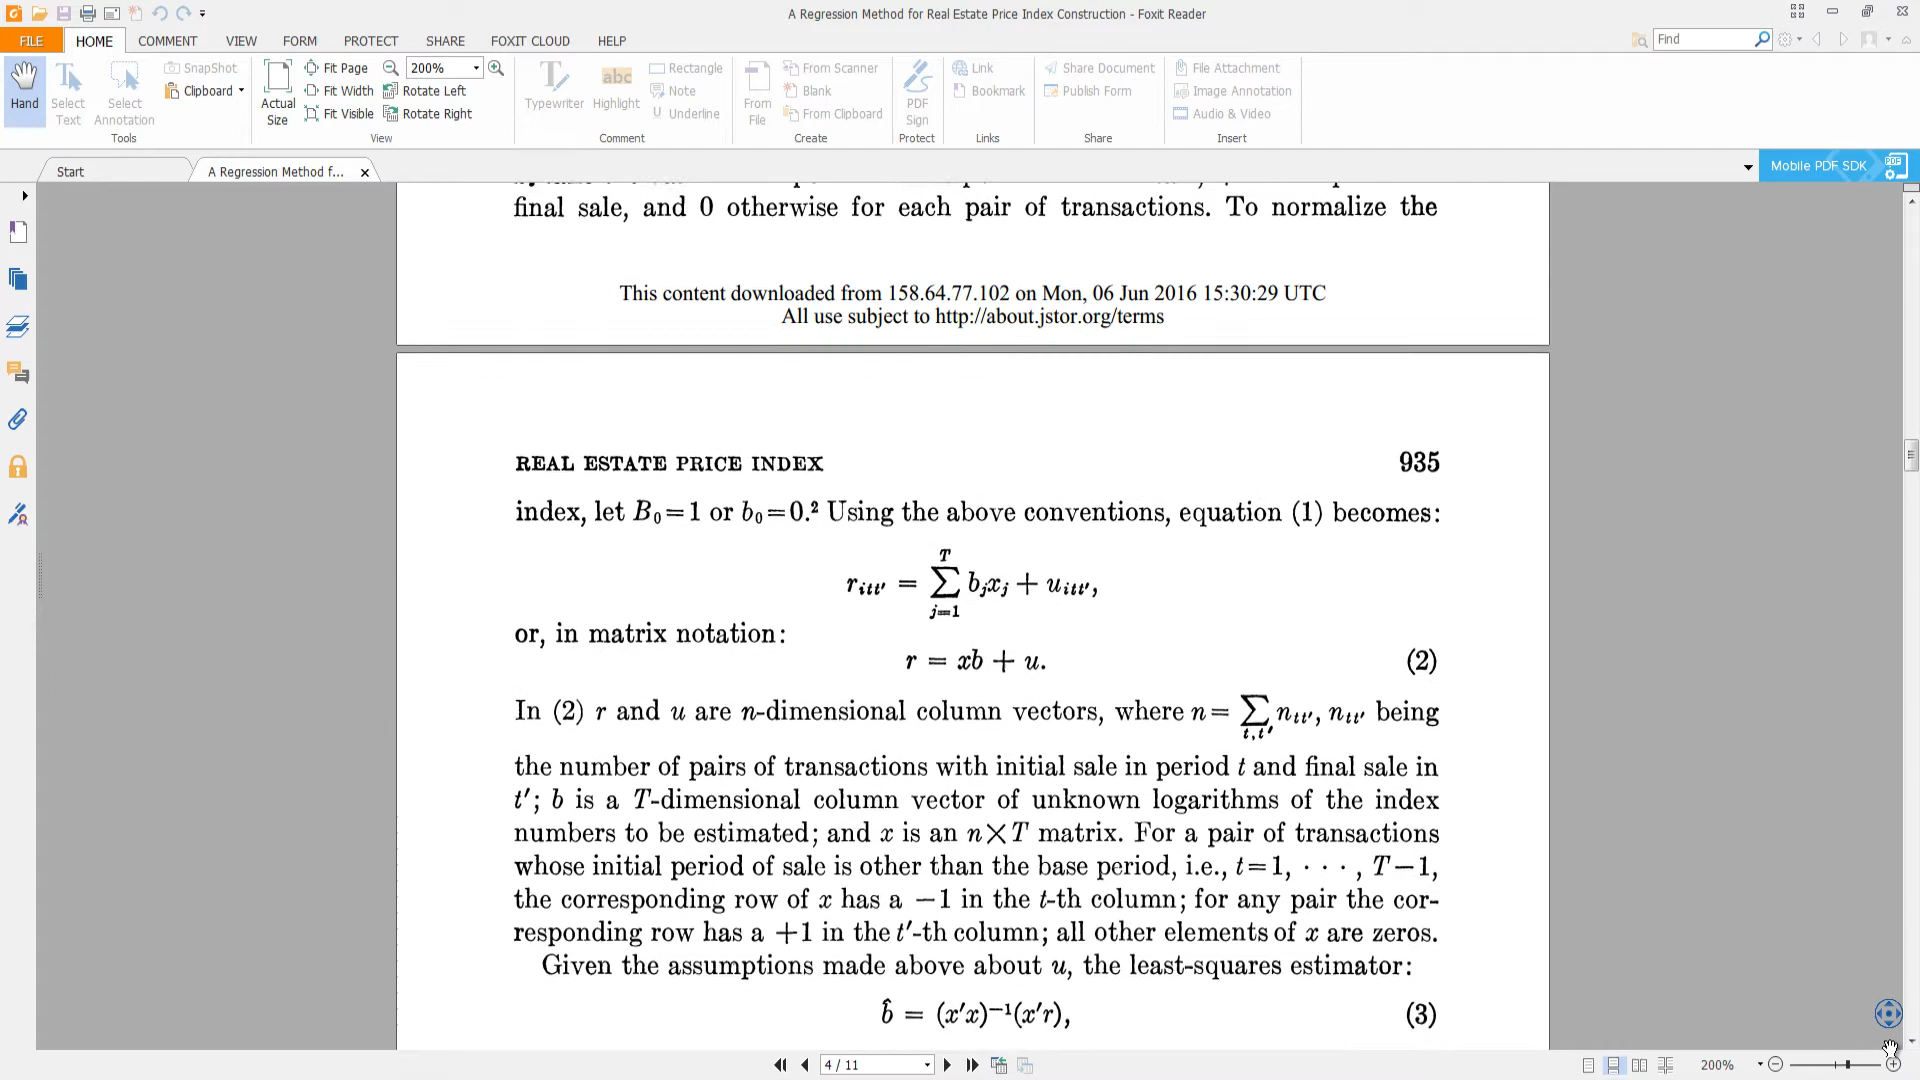 A Regression Method for Real Estate Price Index Construction - Foxit Reader
FILE HOME COMMENT VIEW FORM PROTECT SHARE FOXIT CLOUD HELP
Find
Hand
Select Text
Select Annotation
SnapShot
Clipboard
Tools
Actual Size
Fit Page
Fit Width
Fit Visible
200%
Rotate Left
Rotate Right
View
Typewriter
abc
Highlight
Rectangle
Note
Underline
Comment
From File
From Scanner
Blank
From Clipboard
Create
PDF Sign
Protect
Link
Bookmark
Links
Share Document
Publish Form
Share
File Attachment
Image Annotation
Audio & Video
Insert
Start
A Regression Method f...
Mobile PDF SDK
PDF
final sale, and 0 otherwise for each pair of transactions. To normalize the
This content downloaded from 158.64.77.102 on Mon, 06 Jun 2016 15:30:29 UTC
All use subject to http://about.jstor.org/terms
REAL ESTATE PRICE INDEX 935
index, let B₀=1 or b₀=0.² Using the above conventions, equation (1) becomes:
r_{itt′} = ∑_{j=1}^{T} b_j x_j + u_{itt′},
or, in matrix notation:
r = xb + u. (2)
In (2) r and u are n-dimensional column vectors, where n= ∑_{t,t′} n_{tt′}, n_{tt′} being
the number of pairs of transactions with initial sale in period t and final sale in
t′; b is a T-dimensional column vector of unknown logarithms of the index
numbers to be estimated; and x is an n×T matrix. For a pair of transactions
whose initial period of sale is other than the base period, i.e., t=1, · · · , T−1,
the corresponding row of x has a −1 in the t-th column; for any pair the cor-
responding row has a +1 in the t′-th column; all other elements of x are zeros.
Given the assumptions made above about u, the least-squares estimator:
b̂ = (x′x)⁻¹(x′r), (3)
4 / 11
200%